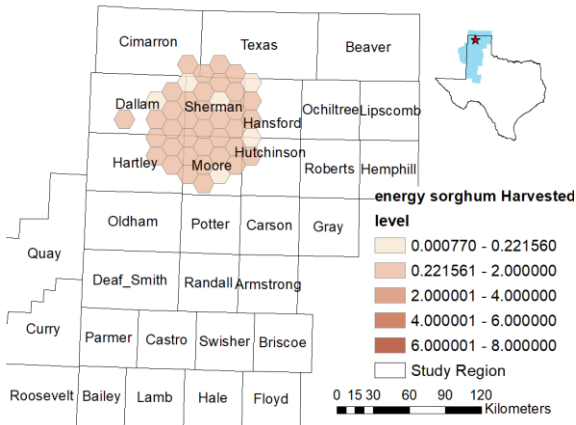 Cimarron Texas Beaver
Dallam Sherman Hansford Ochiltree Lipscomb
Hartley Moore Hutchinson Roberts Hemphill
Oldham Potter Carson Gray
Quay
Deaf_Smith Randall Armstrong
Curry Parmer Castro Swisher Briscoe
Roosevelt Bailey Lamb Hale Floyd
energy sorghum Harvested
level
0.000770 - 0.221560
0.221561 - 2.000000
2.000001 - 4.000000
4.000001 - 6.000000
6.000001 - 8.000000
Study Region
0 15 30 60 90 120
Kilometers